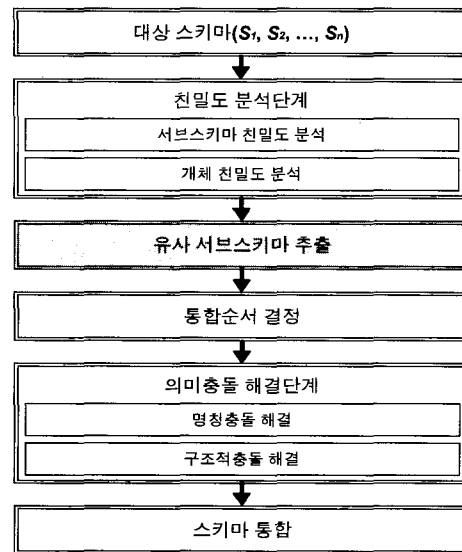 대상 스키마(S₁, S₂, …, Sₙ)
친밀도 분석단계
서브스키마 친밀도 분석
개체 친밀도 분석
유사 서브스키마 추출
통합순서 결정
의미충돌 해결단계
명칭충돌 해결
구조적충돌 해결
스키마 통합